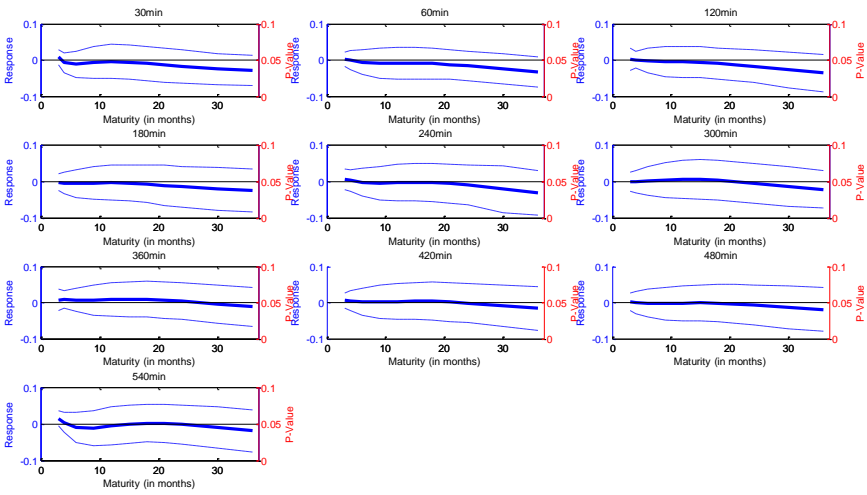 30min
60min
120min
0.1
0.1
0.1
0.1
0.1
0.1
Response
0
0.05
P-Value
Response
0
0.05
P-Value
Response
0
0.05
P-Value
-0.1
0
-0.1
0
-0.1
0
0
10
20
30
0
10
20
30
0
10
20
30
Maturity (in months)
Maturity (in months)
Maturity (in months)
180min
240min
300min
0.1
0.1
0.1
0.1
0.1
0.1
Response
0
0.05
P-Value
Response
0
0.05
P-Value
Response
0
0.05
P-Value
-0.1
0
-0.1
0
-0.1
0
0
10
20
30
0
10
20
30
0
10
20
30
Maturity (in months)
Maturity (in months)
Maturity (in months)
360min
420min
480min
0.1
0.1
0.1
0.1
0.1
0.1
Response
0
0.05
P-Value
Response
0
0.05
P-Value
Response
0
0.05
P-Value
-0.1
0
-0.1
0
-0.1
0
0
10
20
30
0
10
20
30
0
10
20
30
Maturity (in months)
Maturity (in months)
Maturity (in months)
540min
0.1
0.1
Response
0
0.05
P-Value
-0.1
0
0
10
20
30
Maturity (in months)